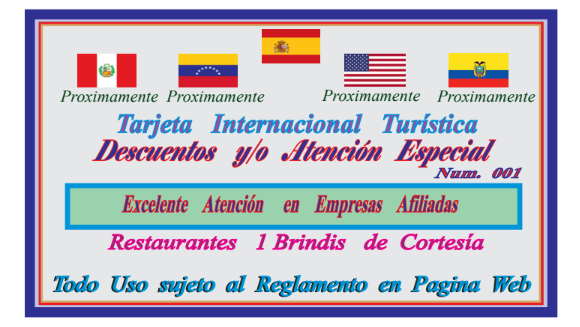 Proximamente Proximamente Proximamente Proximamente
Tarjeta Internacional Turística
Descuentos y/o Atención Especial
Num. 001
Excelente Atención en Empresas Afiliadas
Restaurantes 1 Brindis de Cortesía
Todo Uso sujeto al Reglamento en Pagina Web